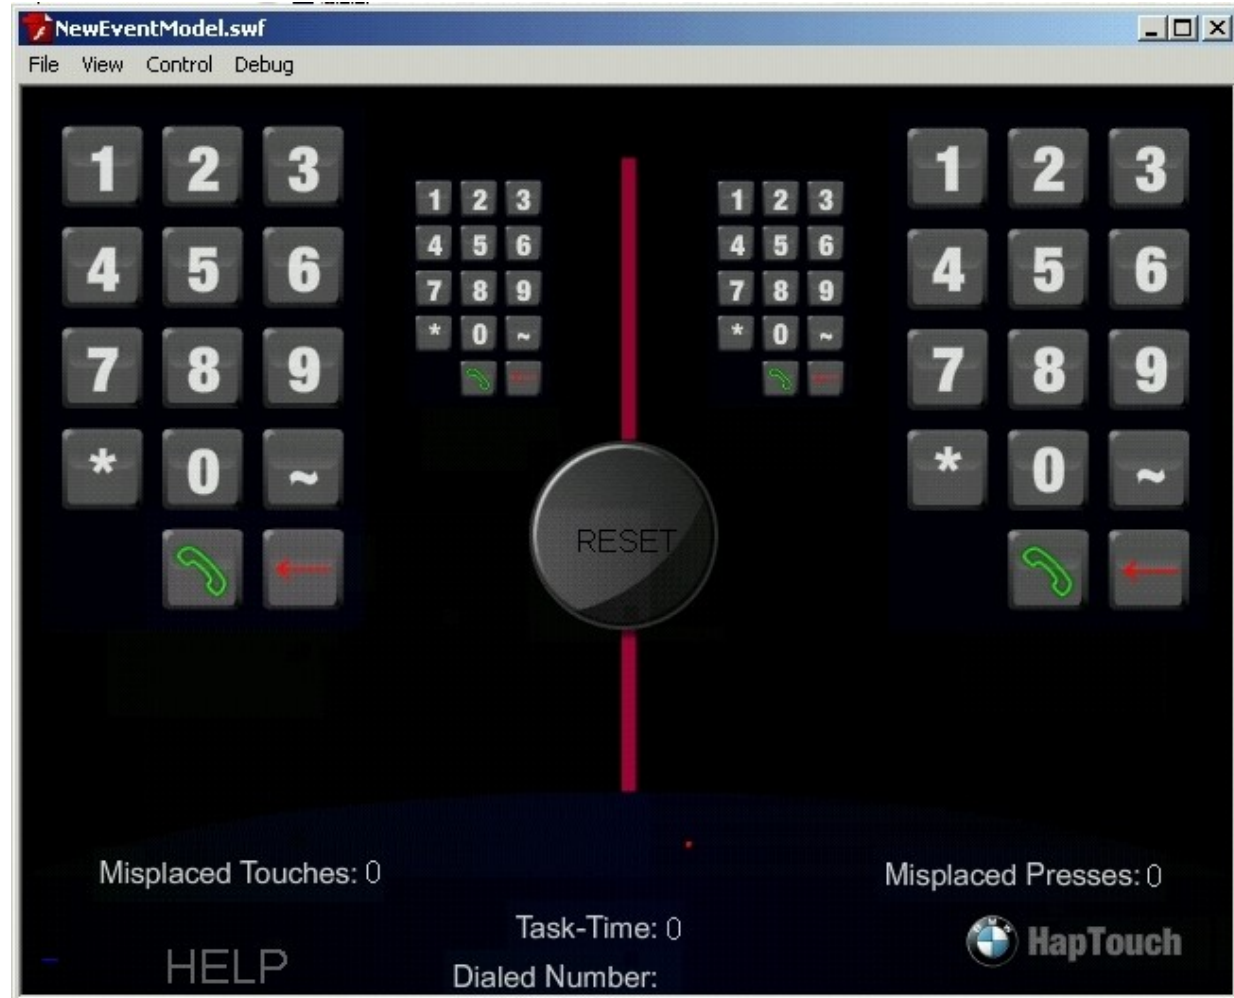 NewEventModel.swf
File View Control Debug
1 2 3
4 5 6
7 8 9
* 0 ~
1 2 3
4 5 6
7 8 9
* 0 ~
1 2 3
4 5 6
7 8 9
* 0 ~
1 2 3
4 5 6
7 8 9
* 0 ~
RESET
Misplaced Touches: 0
Misplaced Presses: 0
Task-Time: 0
Dialed Number:
HELP
BMW HapTouch